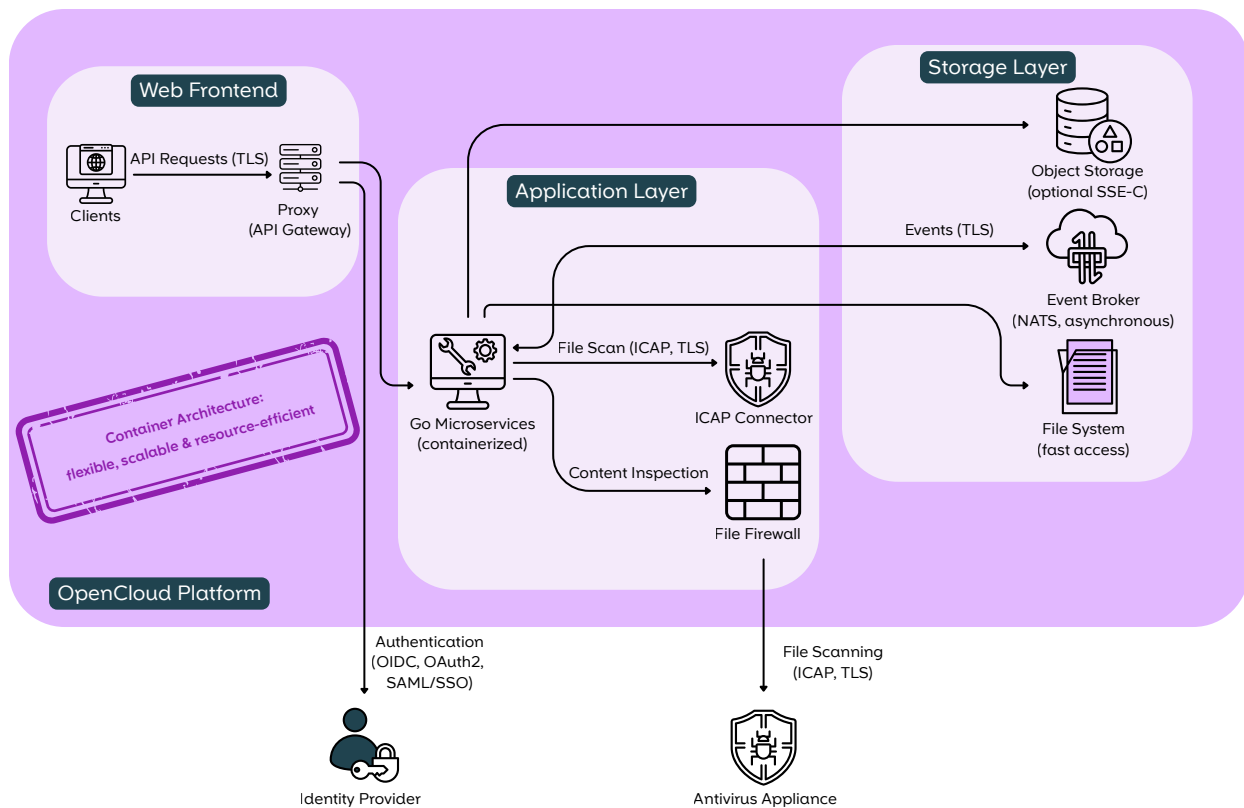 Web Frontend
API Requests (TLS)
Clients
Proxy
(API Gateway)
Application Layer
Storage Layer
Object Storage
(optional SSE-C)
Events (TLS)
Event Broker
(NATS, asynchronous)
File Scan (ICAP, TLS)
Go Microservices
(containerized)
ICAP Connector
File System
(fast access)
Content Inspection
File Firewall
Container Architecture:
flexible, scalable & resource-efficient
OpenCloud Platform
Authentication
(OIDC, OAuth2,
SAML/SSO)
File Scanning
(ICAP, TLS)
Identity Provider
Antivirus Appliance